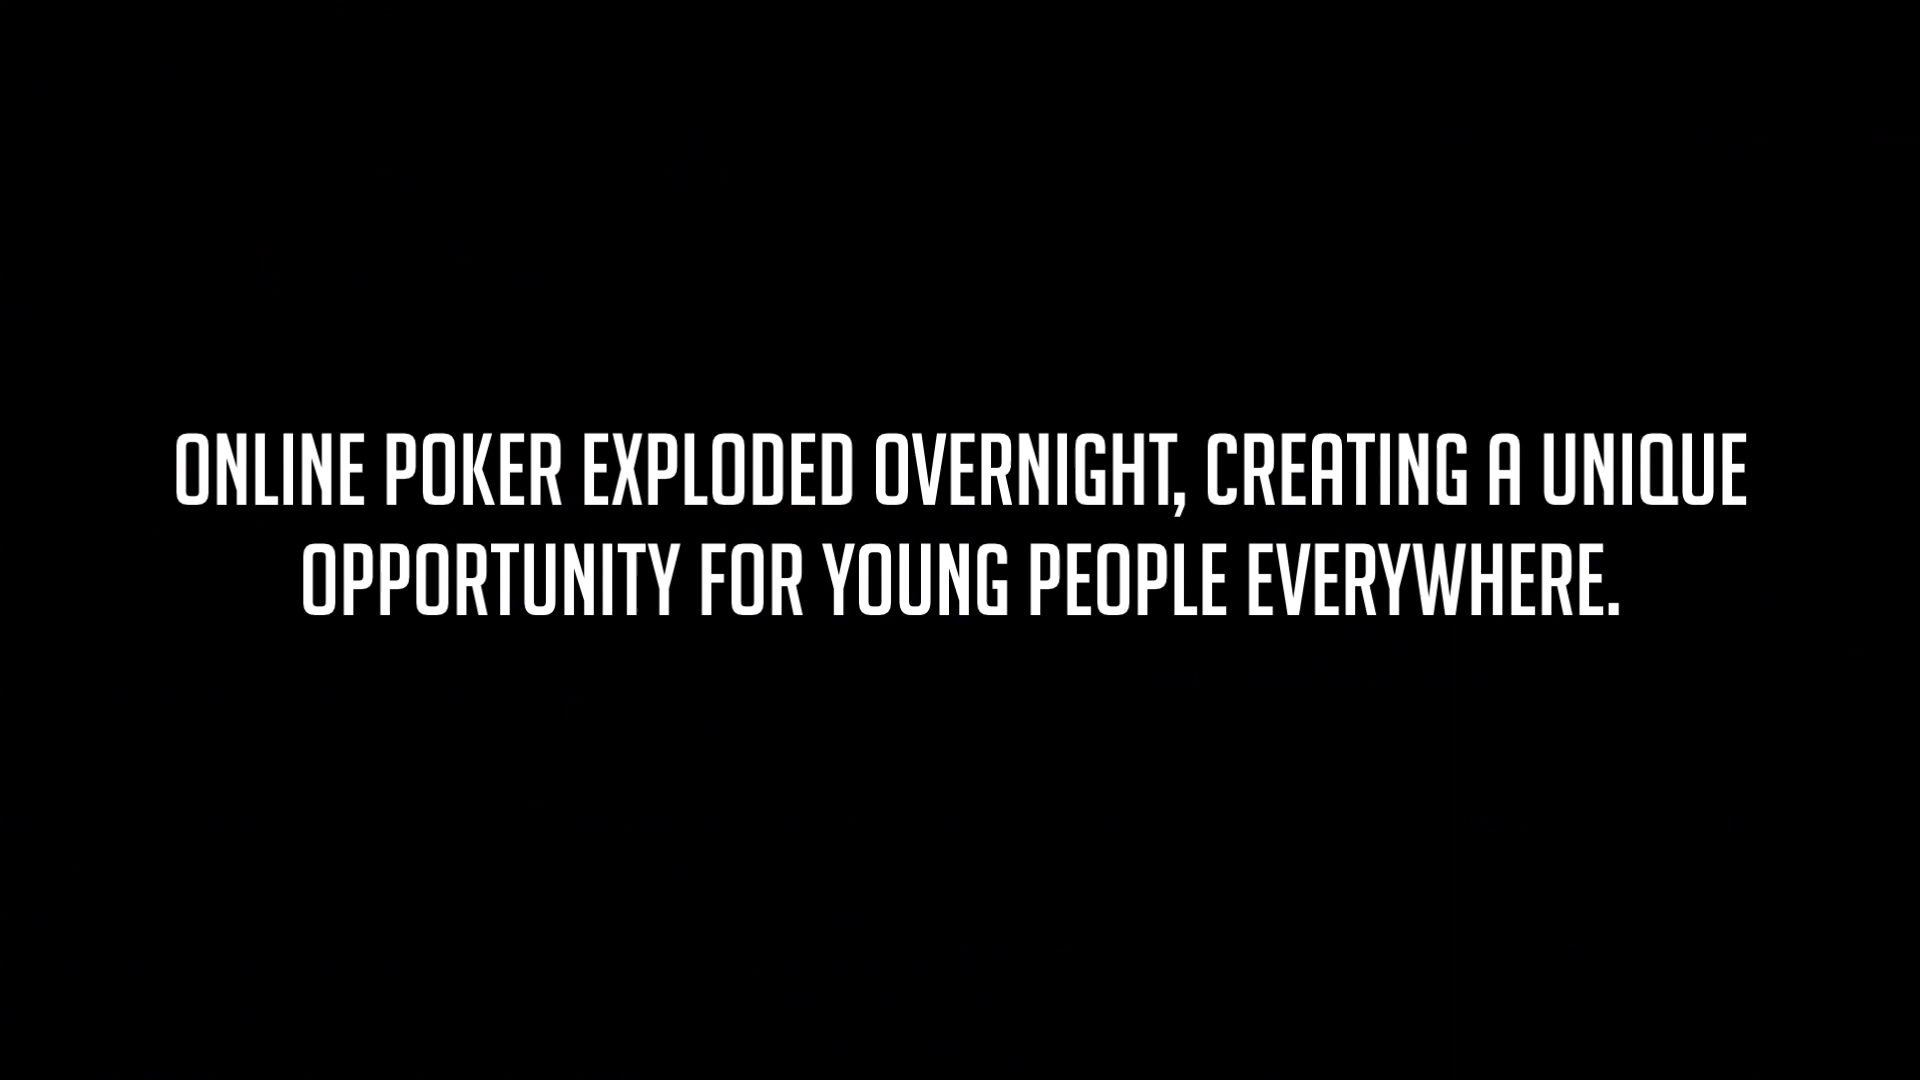 ONLINE POKER EXPLODED OVERNIGHT, CREATING A UNIQUE
OPPORTUNITY FOR YOUNG PEOPLE EVERYWHERE.